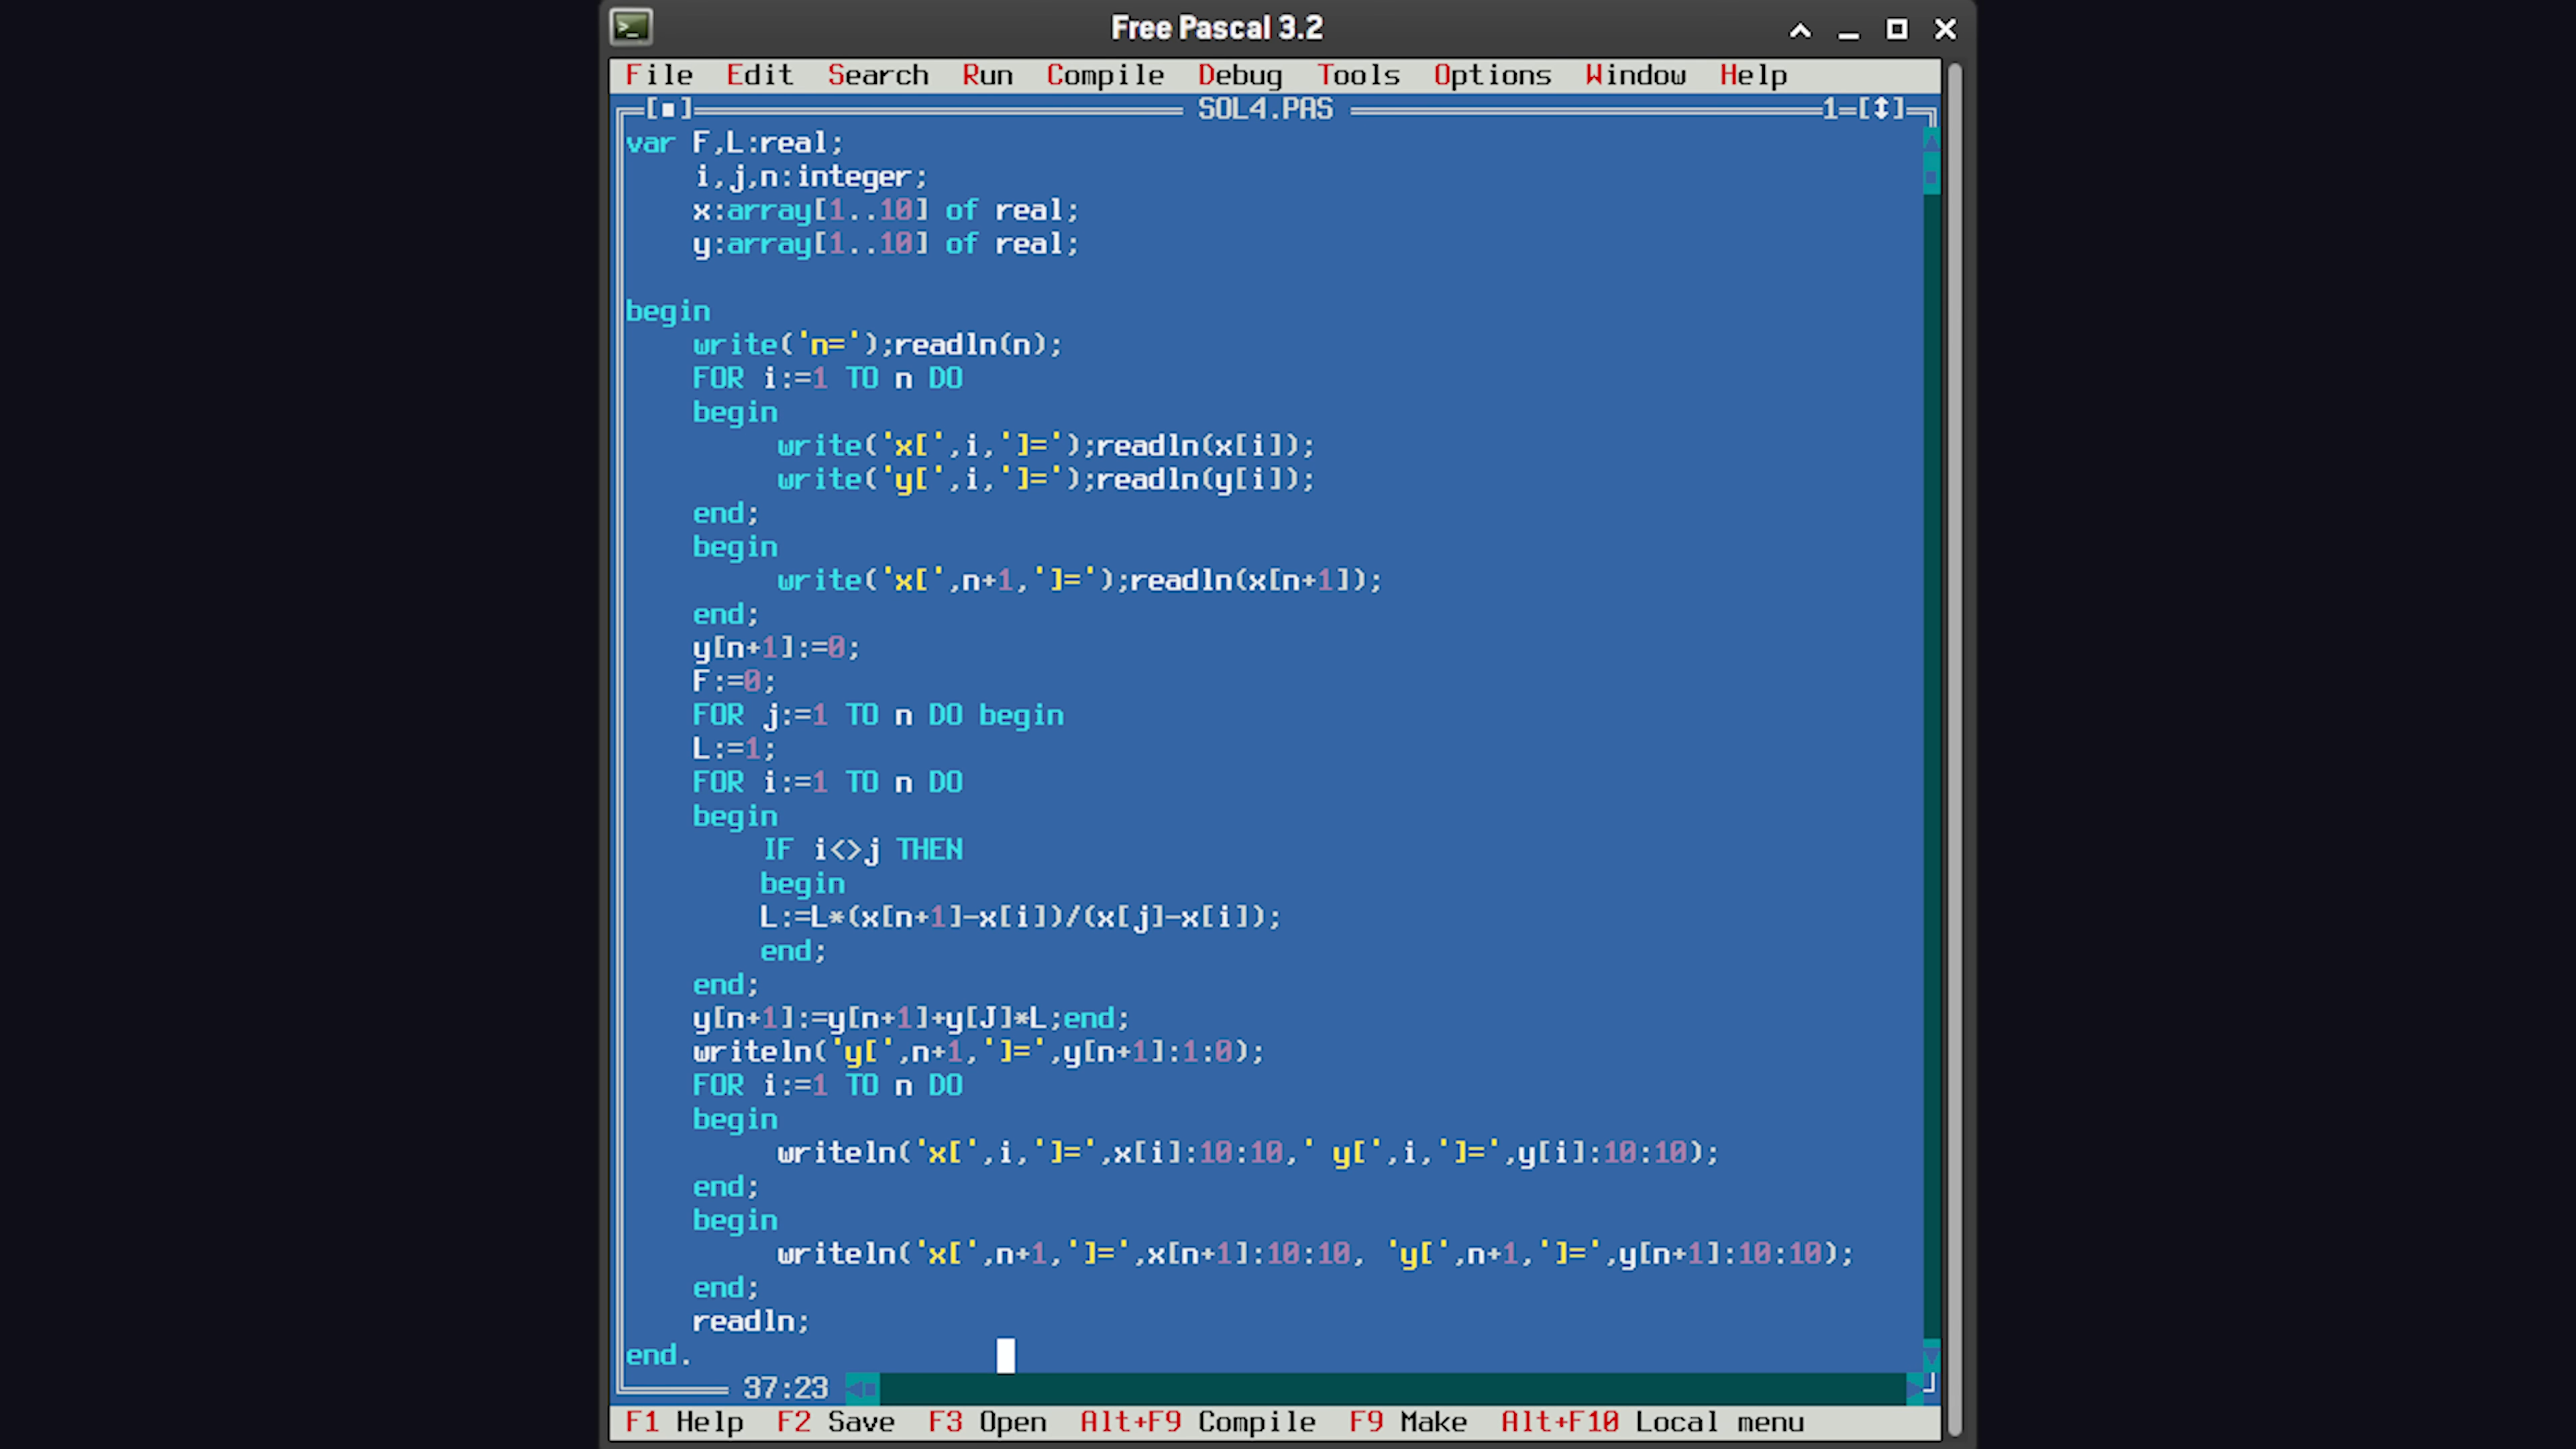 Free Pascal 3.2
File Edit Search Run Compile Debug Tools Options Window Help
[■] SOL4.PAS 1=[↕]
var F,L:real;
    i,j,n:integer;
    x:array[1..10] of real;
    y:array[1..10] of real;

begin
    write('n=');readln(n);
    FOR i:=1 TO n DO
    begin
         write('x[',i,']=');readln(x[i]);
         write('y[',i,']=');readln(y[i]);
    end;
    begin
         write('x[',n+1,']=');readln(x[n+1]);
    end;
    y[n+1]:=0;
    F:=0;
    FOR j:=1 TO n DO begin
    L:=1;
    FOR i:=1 TO n DO
    begin
        IF i<>j THEN
        begin
        L:=L*(x[n+1]-x[i])/(x[j]-x[i]);
        end;
    end;
    y[n+1]:=y[n+1]+y[J]*L;end;
    writeln('y[',n+1,']=',y[n+1]:1:0);
    FOR i:=1 TO n DO
    begin
         writeln('x[',i,']=',x[i]:10:10,' y[',i,']=',y[i]:10:10);
    end;
    begin
         writeln('x[',n+1,']=',x[n+1]:10:10, 'y[',n+1,']=',y[n+1]:10:10);
    end;
    readln;
end.
37:23
F1 Help F2 Save F3 Open Alt+F9 Compile F9 Make Alt+F10 Local menu